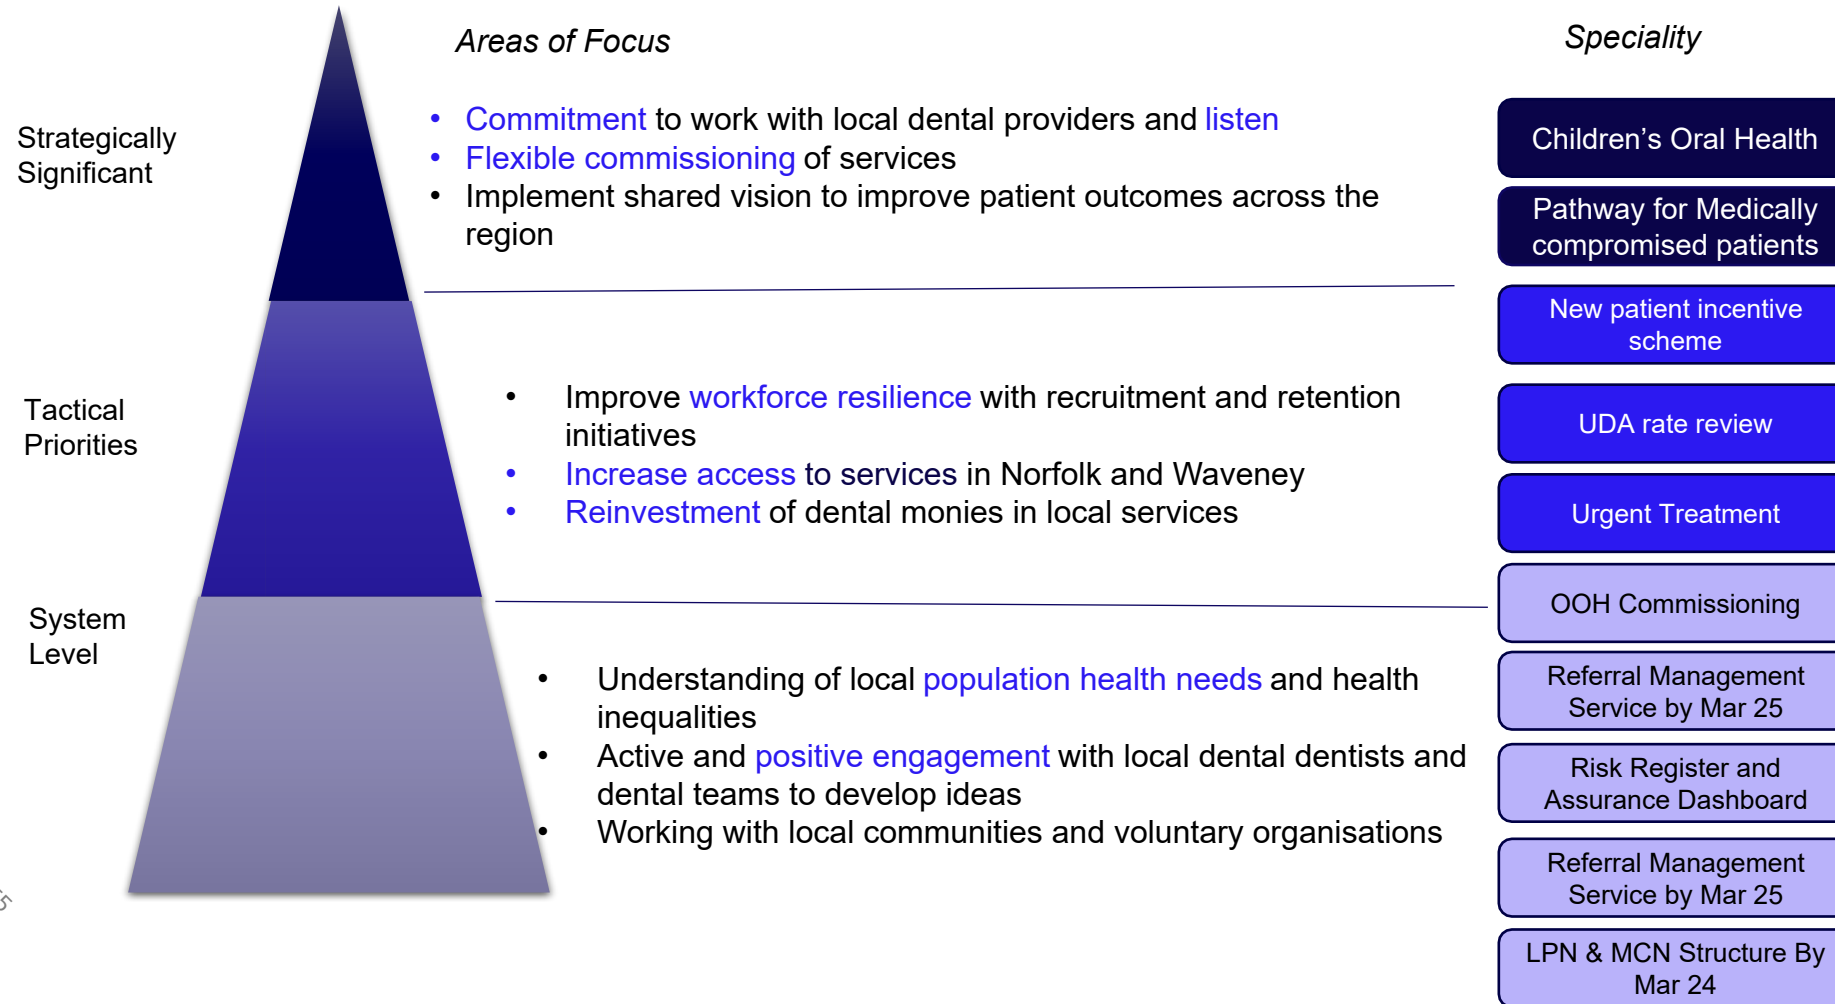 Areas of Focus
Speciality
Strategically
Significant
• Commitment to work with local dental providers and listen
• Flexible commissioning of services
• Implement shared vision to improve patient outcomes across the
region
Children's Oral Health
Pathway for Medically
compromised patients
New patient incentive
scheme
Tactical
Priorities
• Improve workforce resilience with recruitment and retention
initiatives
• Increase access to services in Norfolk and Waveney
• Reinvestment of dental monies in local services
UDA rate review
Urgent Treatment
System
Level
• Understanding of local population health needs and health
inequalities
• Active and positive engagement with local dental dentists and
dental teams to develop ideas
• Working with local communities and voluntary organisations
OOH Commissioning
Referral Management
Service by Mar 25
Risk Register and
Assurance Dashboard
Referral Management
Service by Mar 25
LPN & MCN Structure By
Mar 24